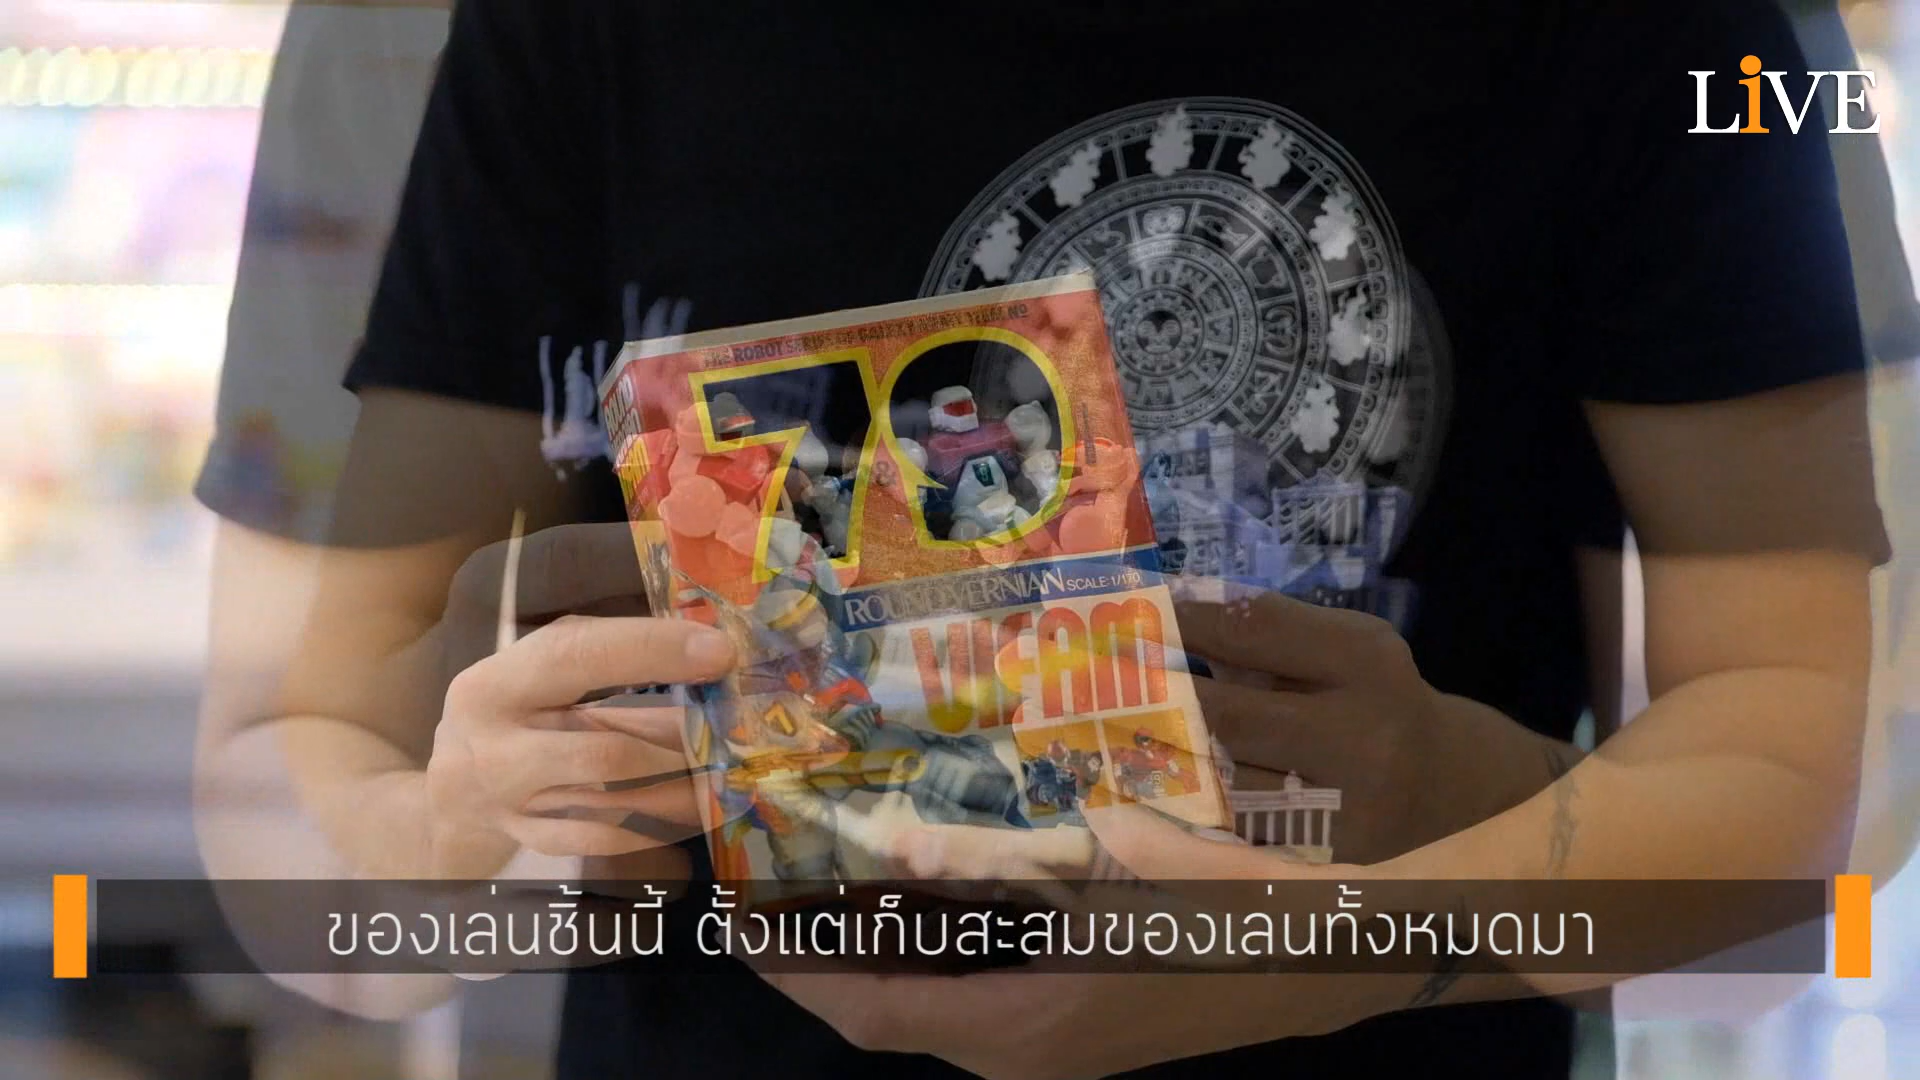 LiVE
THE ROBOT SERIES OF GALAXY
7D
&
ROUNDVERNIAN SCALE:1/170
VIFAM
7
ของเล่นชิ้นนี้ ตั้งแต่เก็บสะสมของเล่นทั้งหมดมา